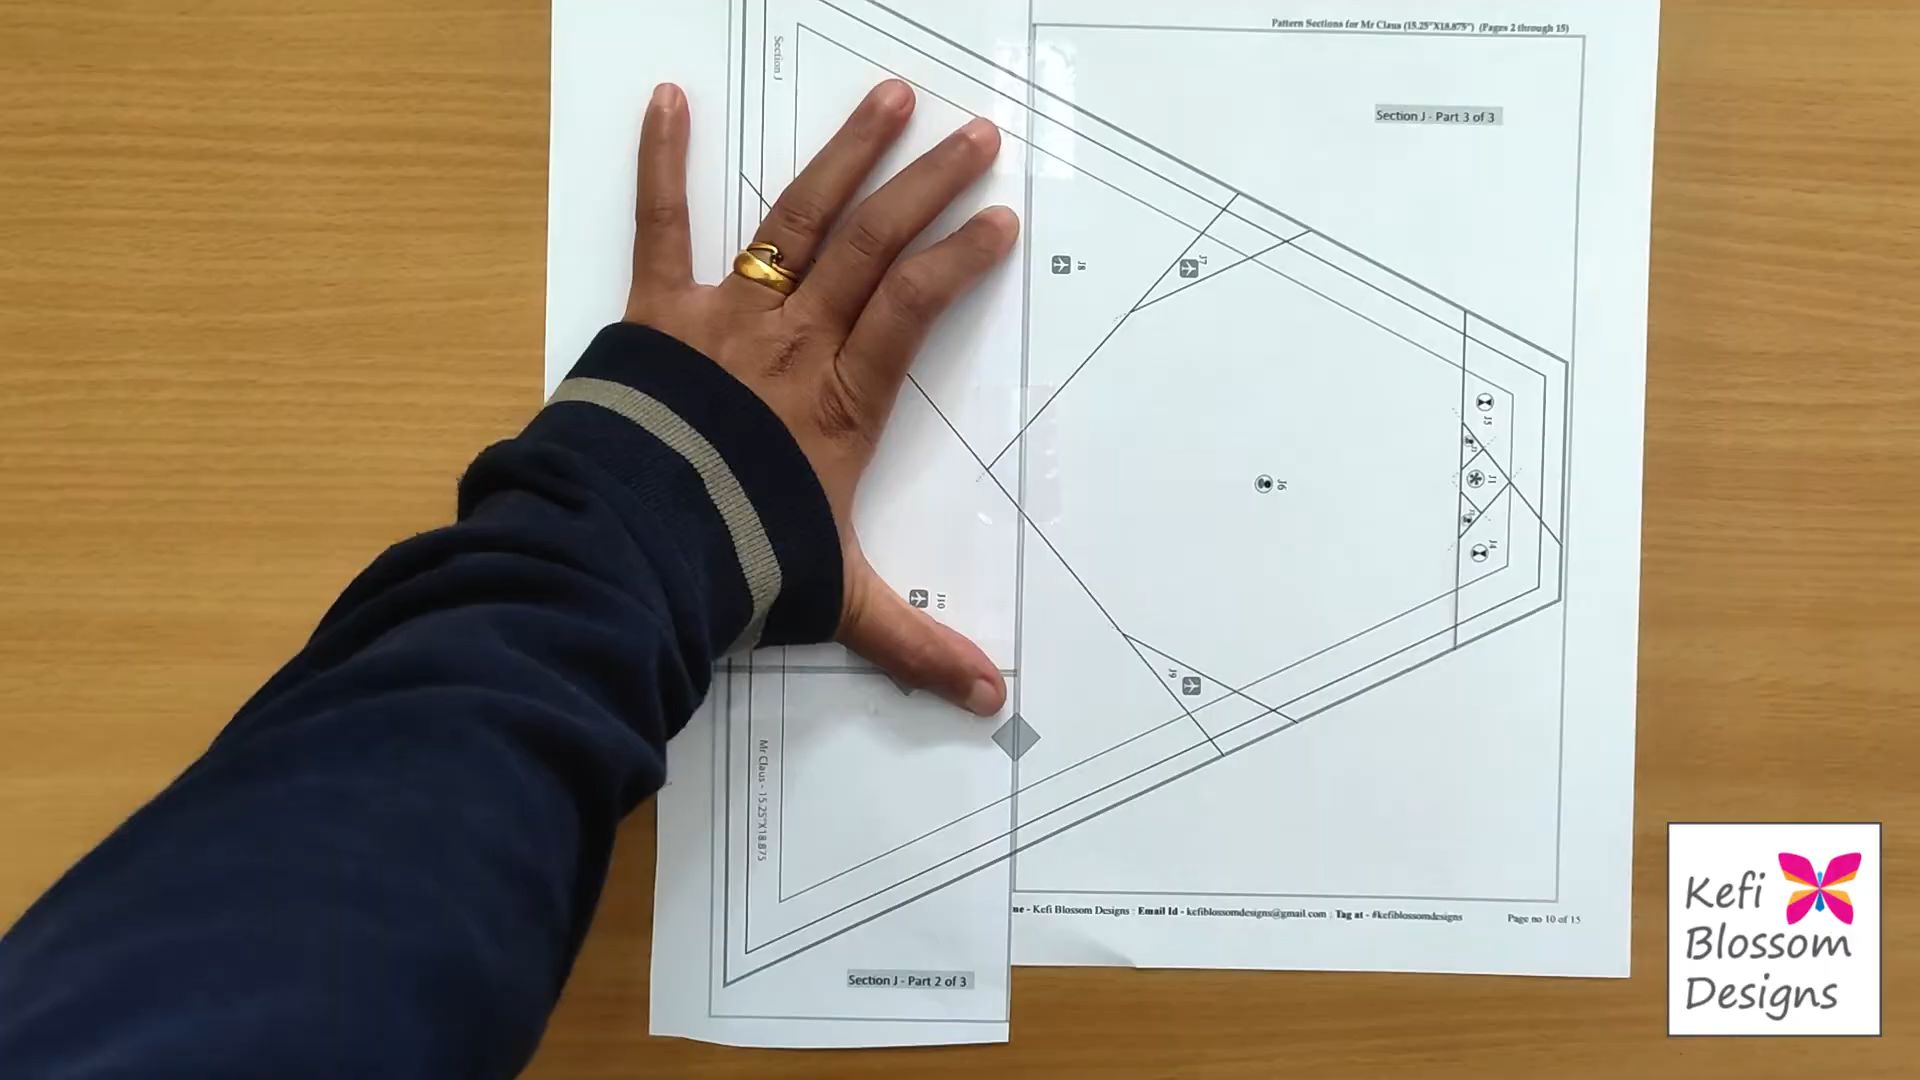 Pattern Sections for Mr Claus (15.25"X18.875") (Pages 2 through 15)
Section J
Section J - Part 3 of 3
J8
J7
J5
J1
J6
J4
J10
J9
Mr Claus - 15.25"X18.875
ne - Kefi Blossom Designs : Email Id - kefiblossomdesigns@gmail.com : Tag at - #kefiblossomdesigns
Page no 10 of 15
Section J - Part 2 of 3
Kefi
Blossom
Designs